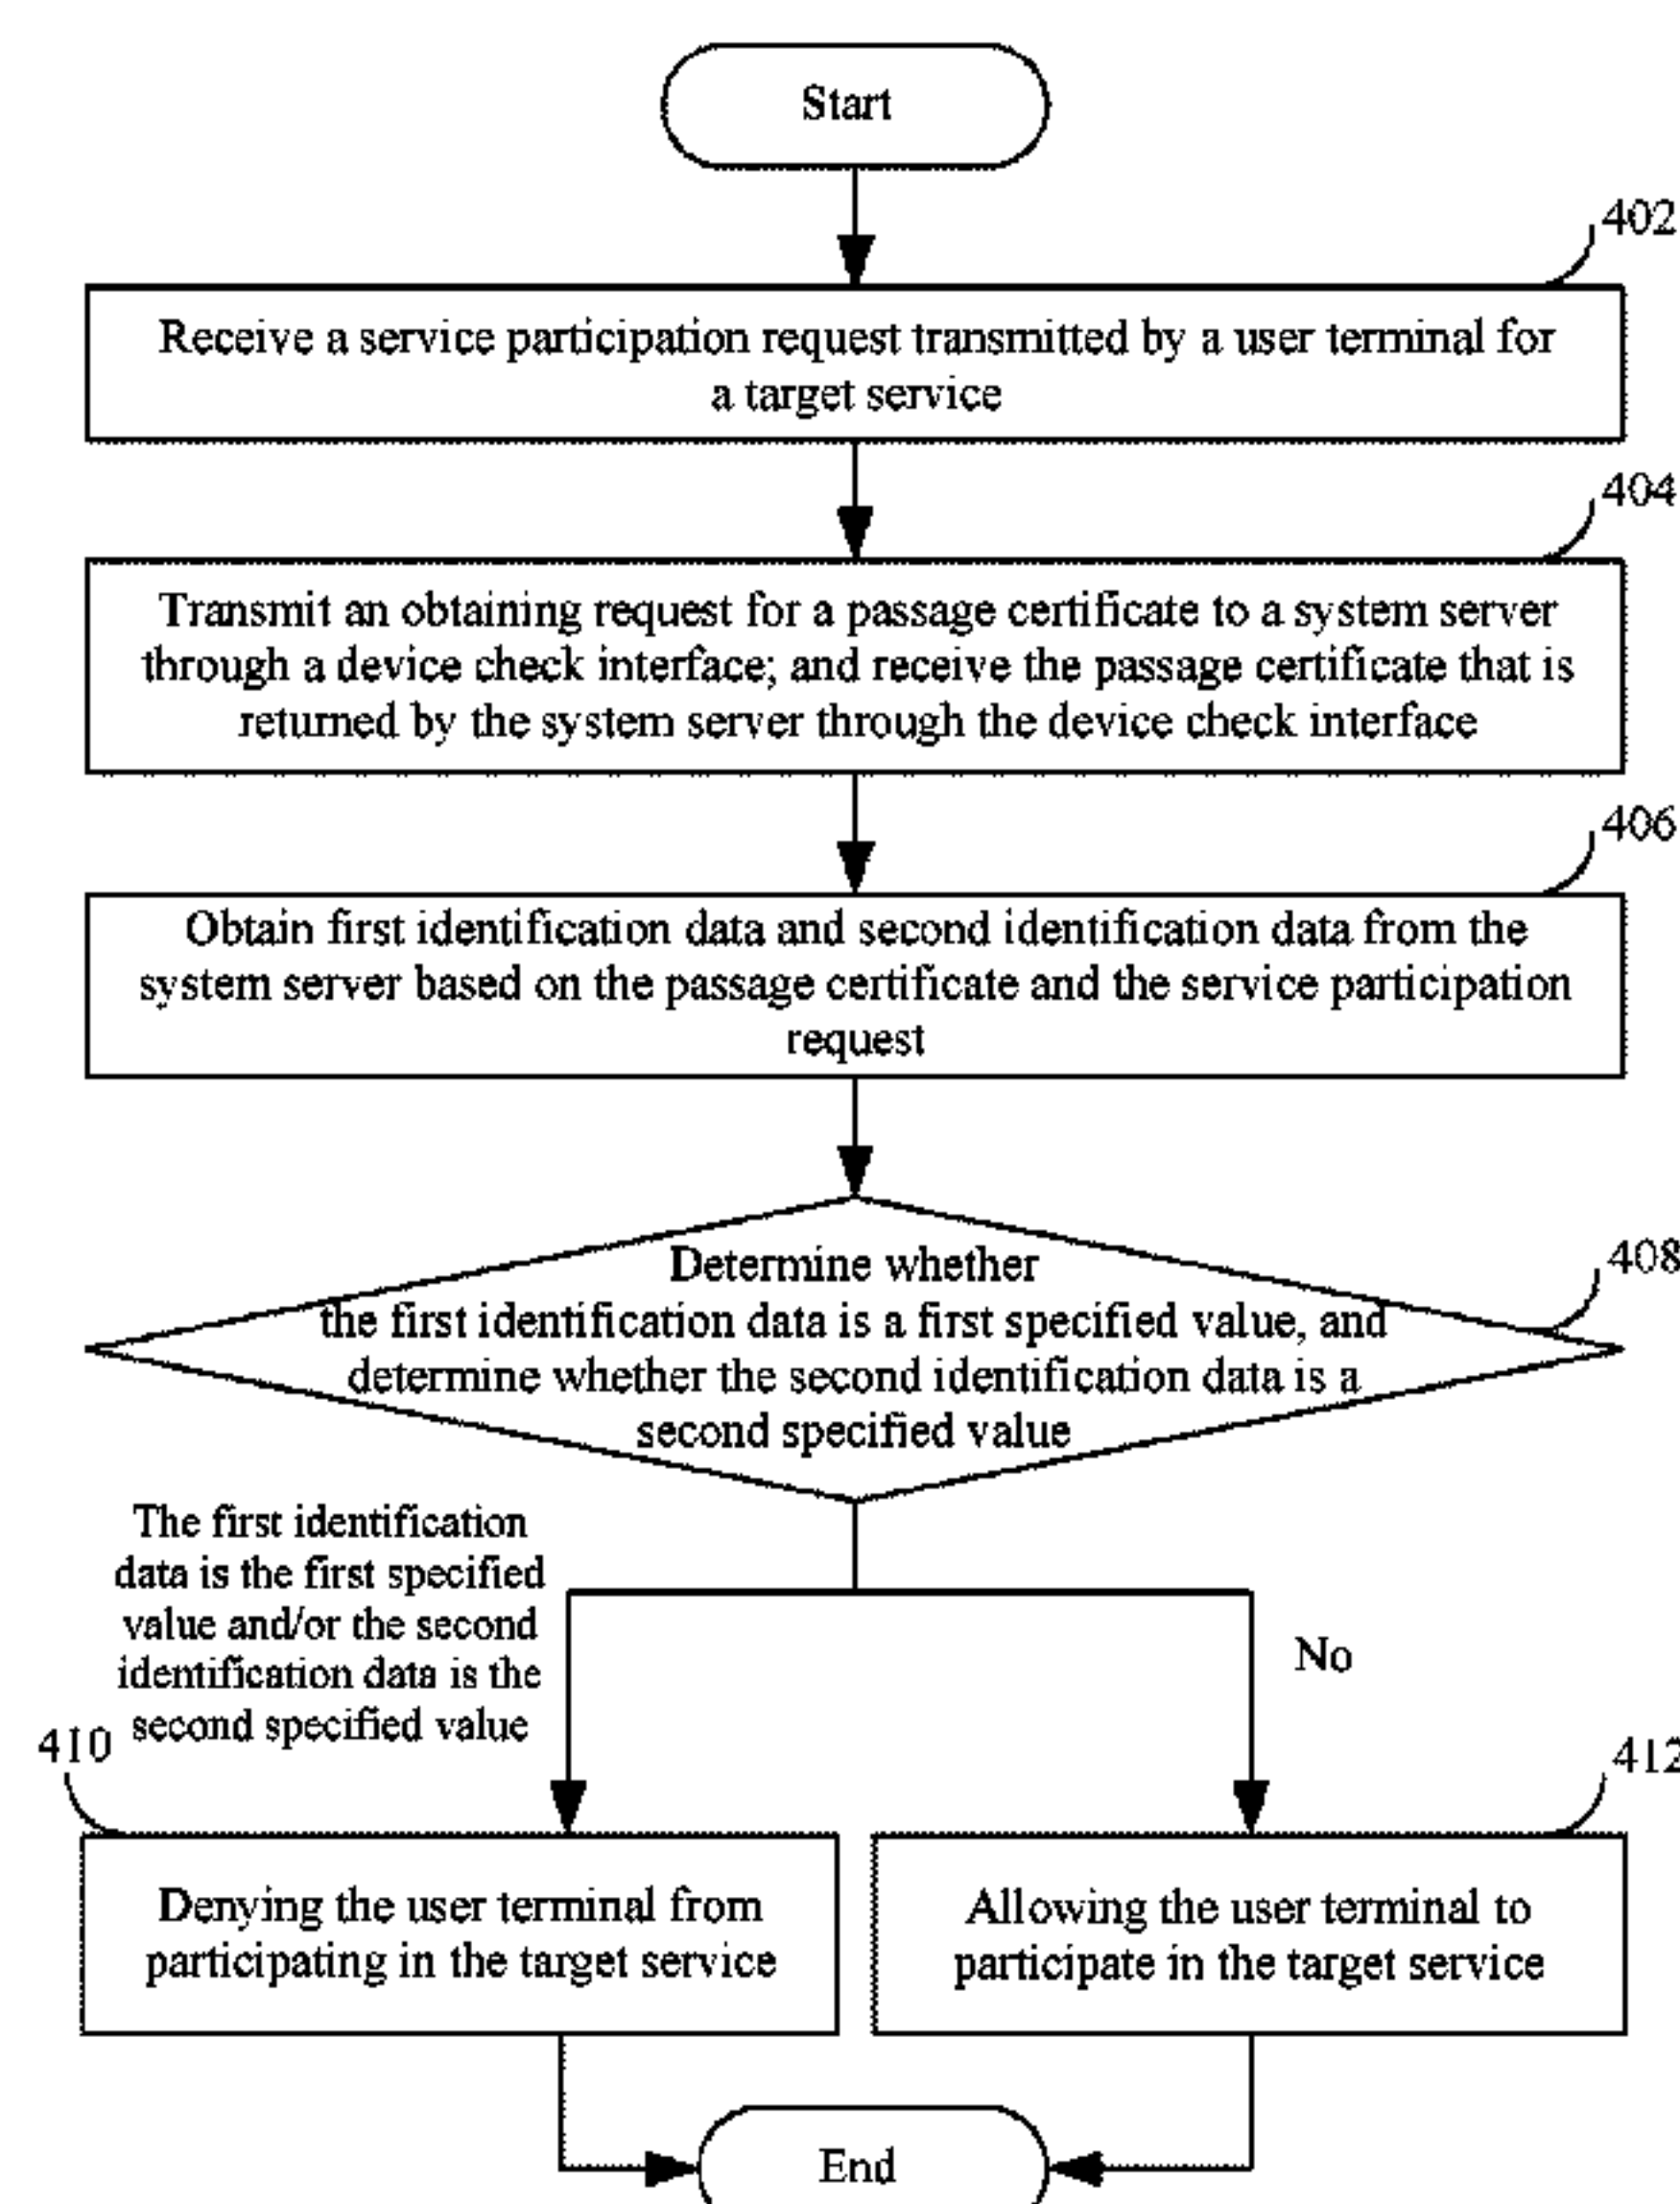 Start
402
Receive a service participation request transmitted by a user terminal for
a target service
404
Transmit an obtaining request for a passage certificate to a system server
through a device check interface; and receive the passage certificate that is
returned by the system server through the device check interface
406
Obtain first identification data and second identification data from the
system server based on the passage certificate and the service participation
request
408
Determine whether
the first identification data is a first specified value, and
determine whether the second identification data is a
second specified value
The first identification
data is the first specified
value and/or the second
identification data is the
second specified value
No
410
412
Denying the user terminal from
participating in the target service
Allowing the user terminal to
participate in the target service
End